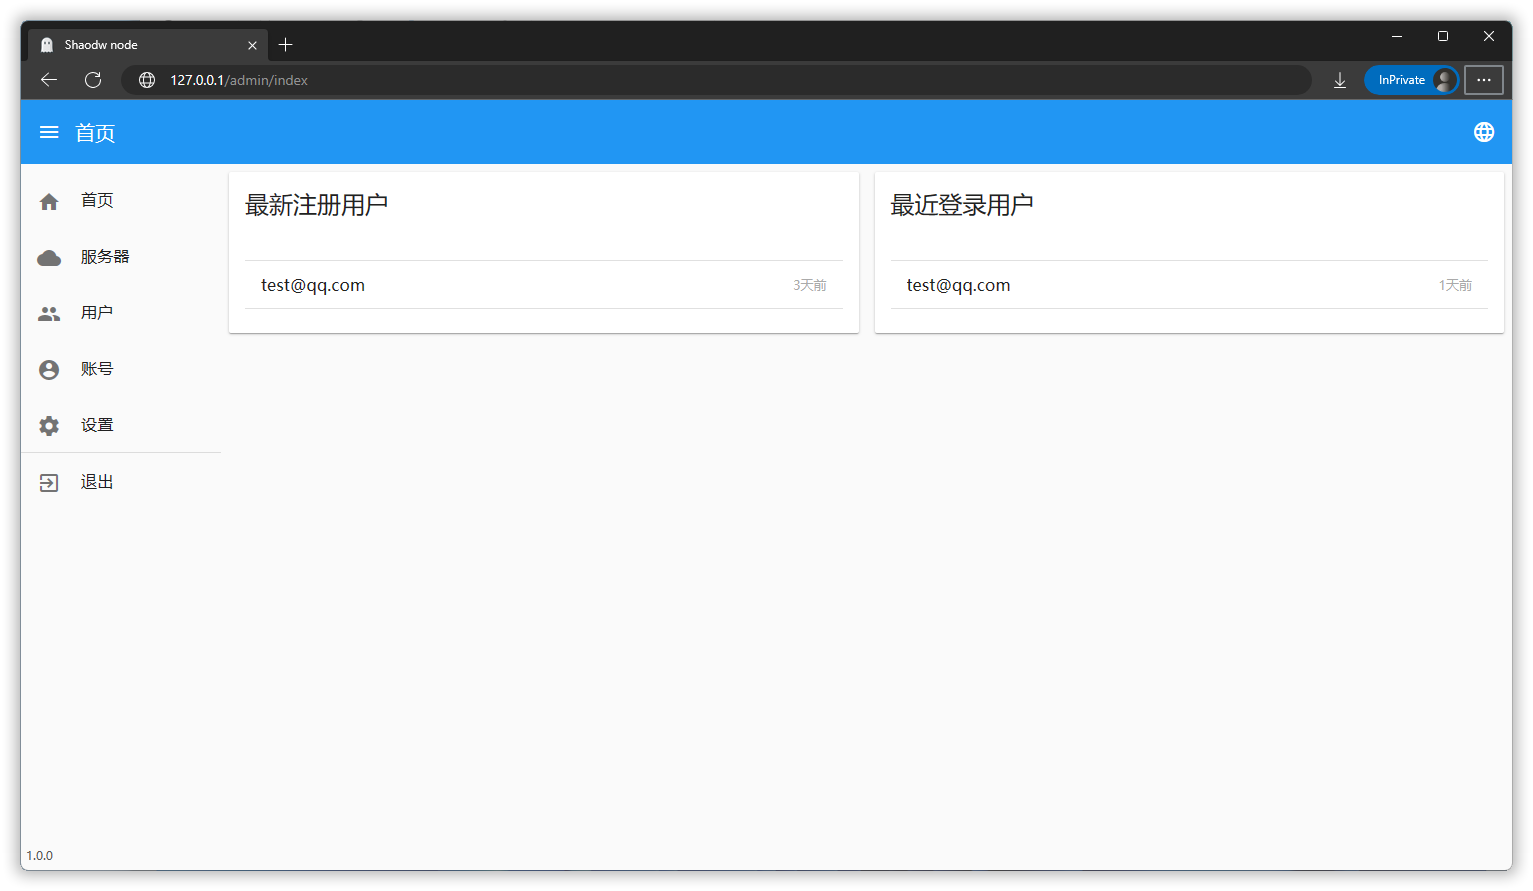 Shaodw node
127.0.0.1/admin/index
InPrivate
首页
首页
服务器
用户
账号
设置
退出
最新注册用户
test@qq.com 3天前
最近登录用户
test@qq.com 1天前
1.0.0